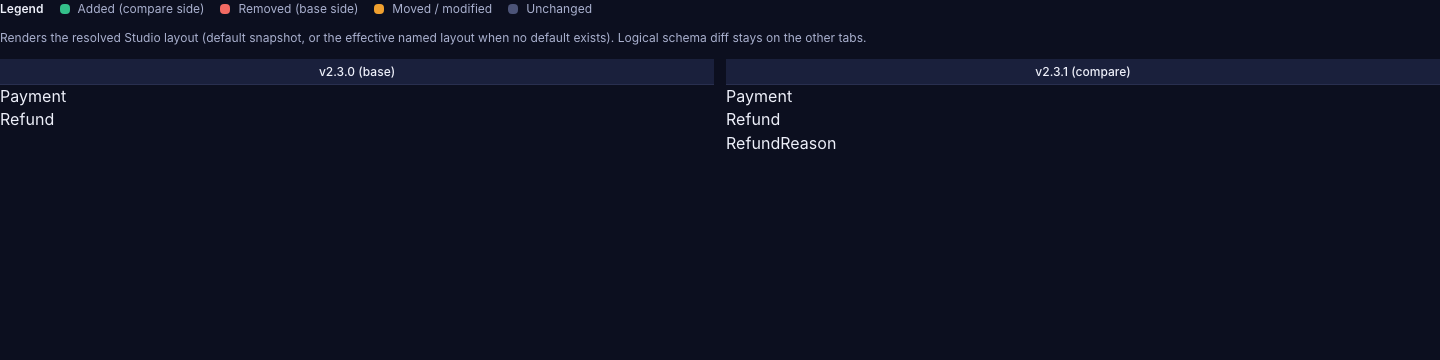 Legend Added (compare side) Removed (base side) Moved / modified Unchanged
Renders the resolved Studio layout (default snapshot, or the effective named layout when no default exists). Logical schema diff stays on the other tabs.
v2.3.0 (base)
Payment
Refund
v2.3.1 (compare)
Payment
Refund
RefundReason